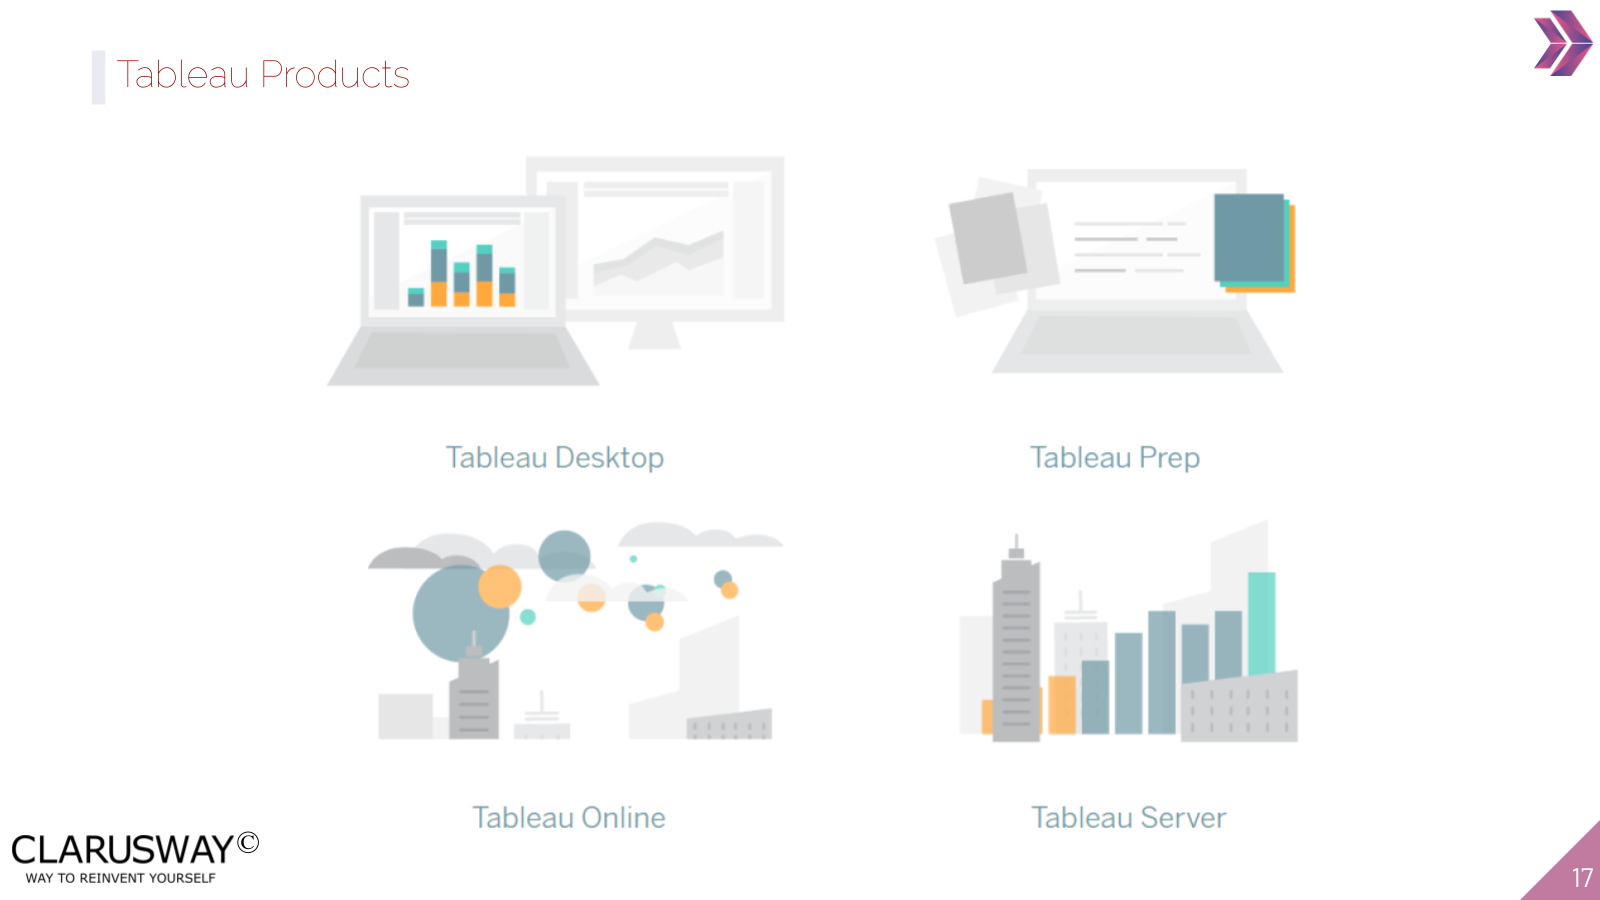 Tableau Products
Tableau Desktop
Tableau Prep
Tableau Online
Tableau Server
CLARUSWAY©
WAY TO REINVENT YOURSELF
17